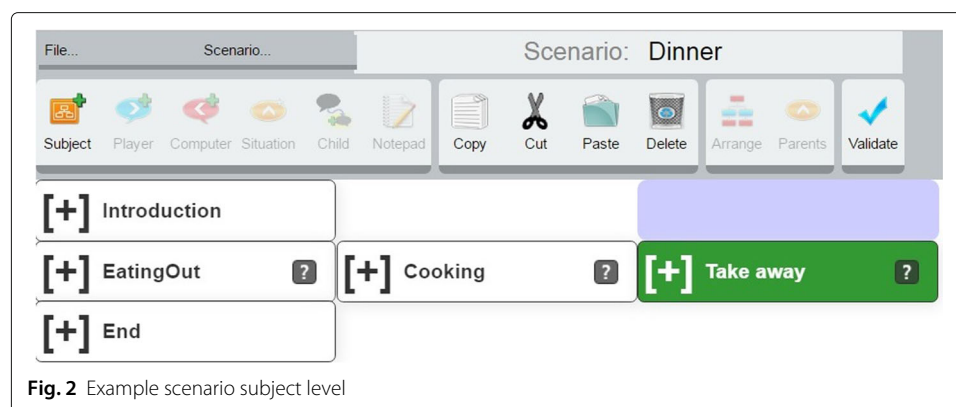 File... Scenario... Scenario: Dinner
Subject Player Computer Situation Child Notepad Copy Cut Paste Delete Arrange Parents Validate
[+] Introduction
[+] EatingOut ? [+] Cooking ? [+] Take away ?
[+] End
Fig. 2 Example scenario subject level